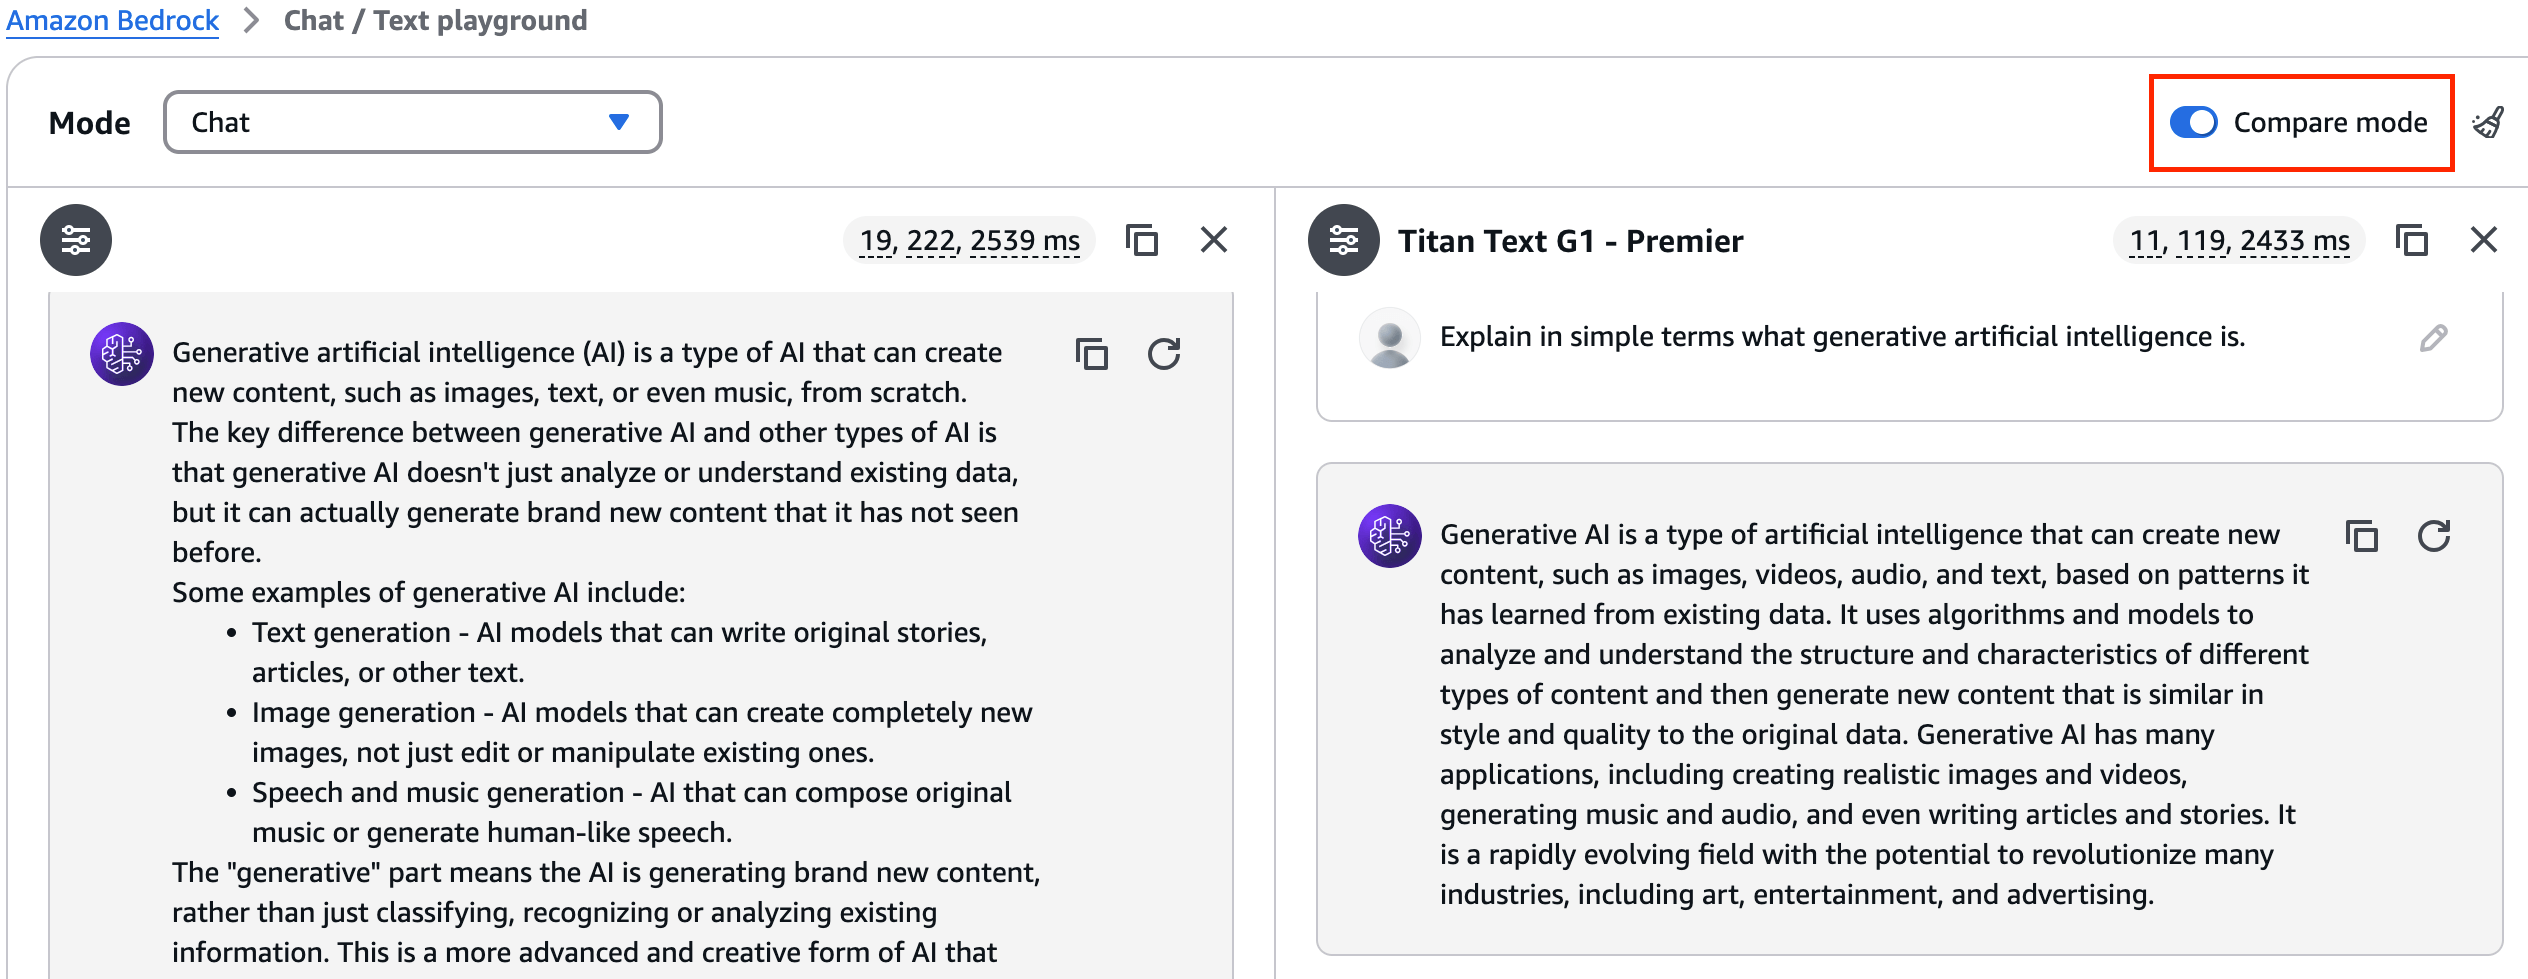 Amazon Bedrock > Chat / Text playground
Mode
Chat
Compare mode
19, 222, 2539 ms
Generative artificial intelligence (AI) is a type of AI that can create
new content, such as images, text, or even music, from scratch.
The key difference between generative AI and other types of AI is
that generative AI doesn't just analyze or understand existing data,
but it can actually generate brand new content that it has not seen
before.
Some examples of generative AI include:
• Text generation - AI models that can write original stories,
articles, or other text.
• Image generation - AI models that can create completely new
images, not just edit or manipulate existing ones.
• Speech and music generation - AI that can compose original
music or generate human-like speech.
The "generative" part means the AI is generating brand new content,
rather than just classifying, recognizing or analyzing existing
information. This is a more advanced and creative form of AI that
Titan Text G1 - Premier
11, 119, 2433 ms
Explain in simple terms what generative artificial intelligence is.
Generative AI is a type of artificial intelligence that can create new
content, such as images, videos, audio, and text, based on patterns it
has learned from existing data. It uses algorithms and models to
analyze and understand the structure and characteristics of different
types of content and then generate new content that is similar in
style and quality to the original data. Generative AI has many
applications, including creating realistic images and videos,
generating music and audio, and even writing articles and stories. It
is a rapidly evolving field with the potential to revolutionize many
industries, including art, entertainment, and advertising.